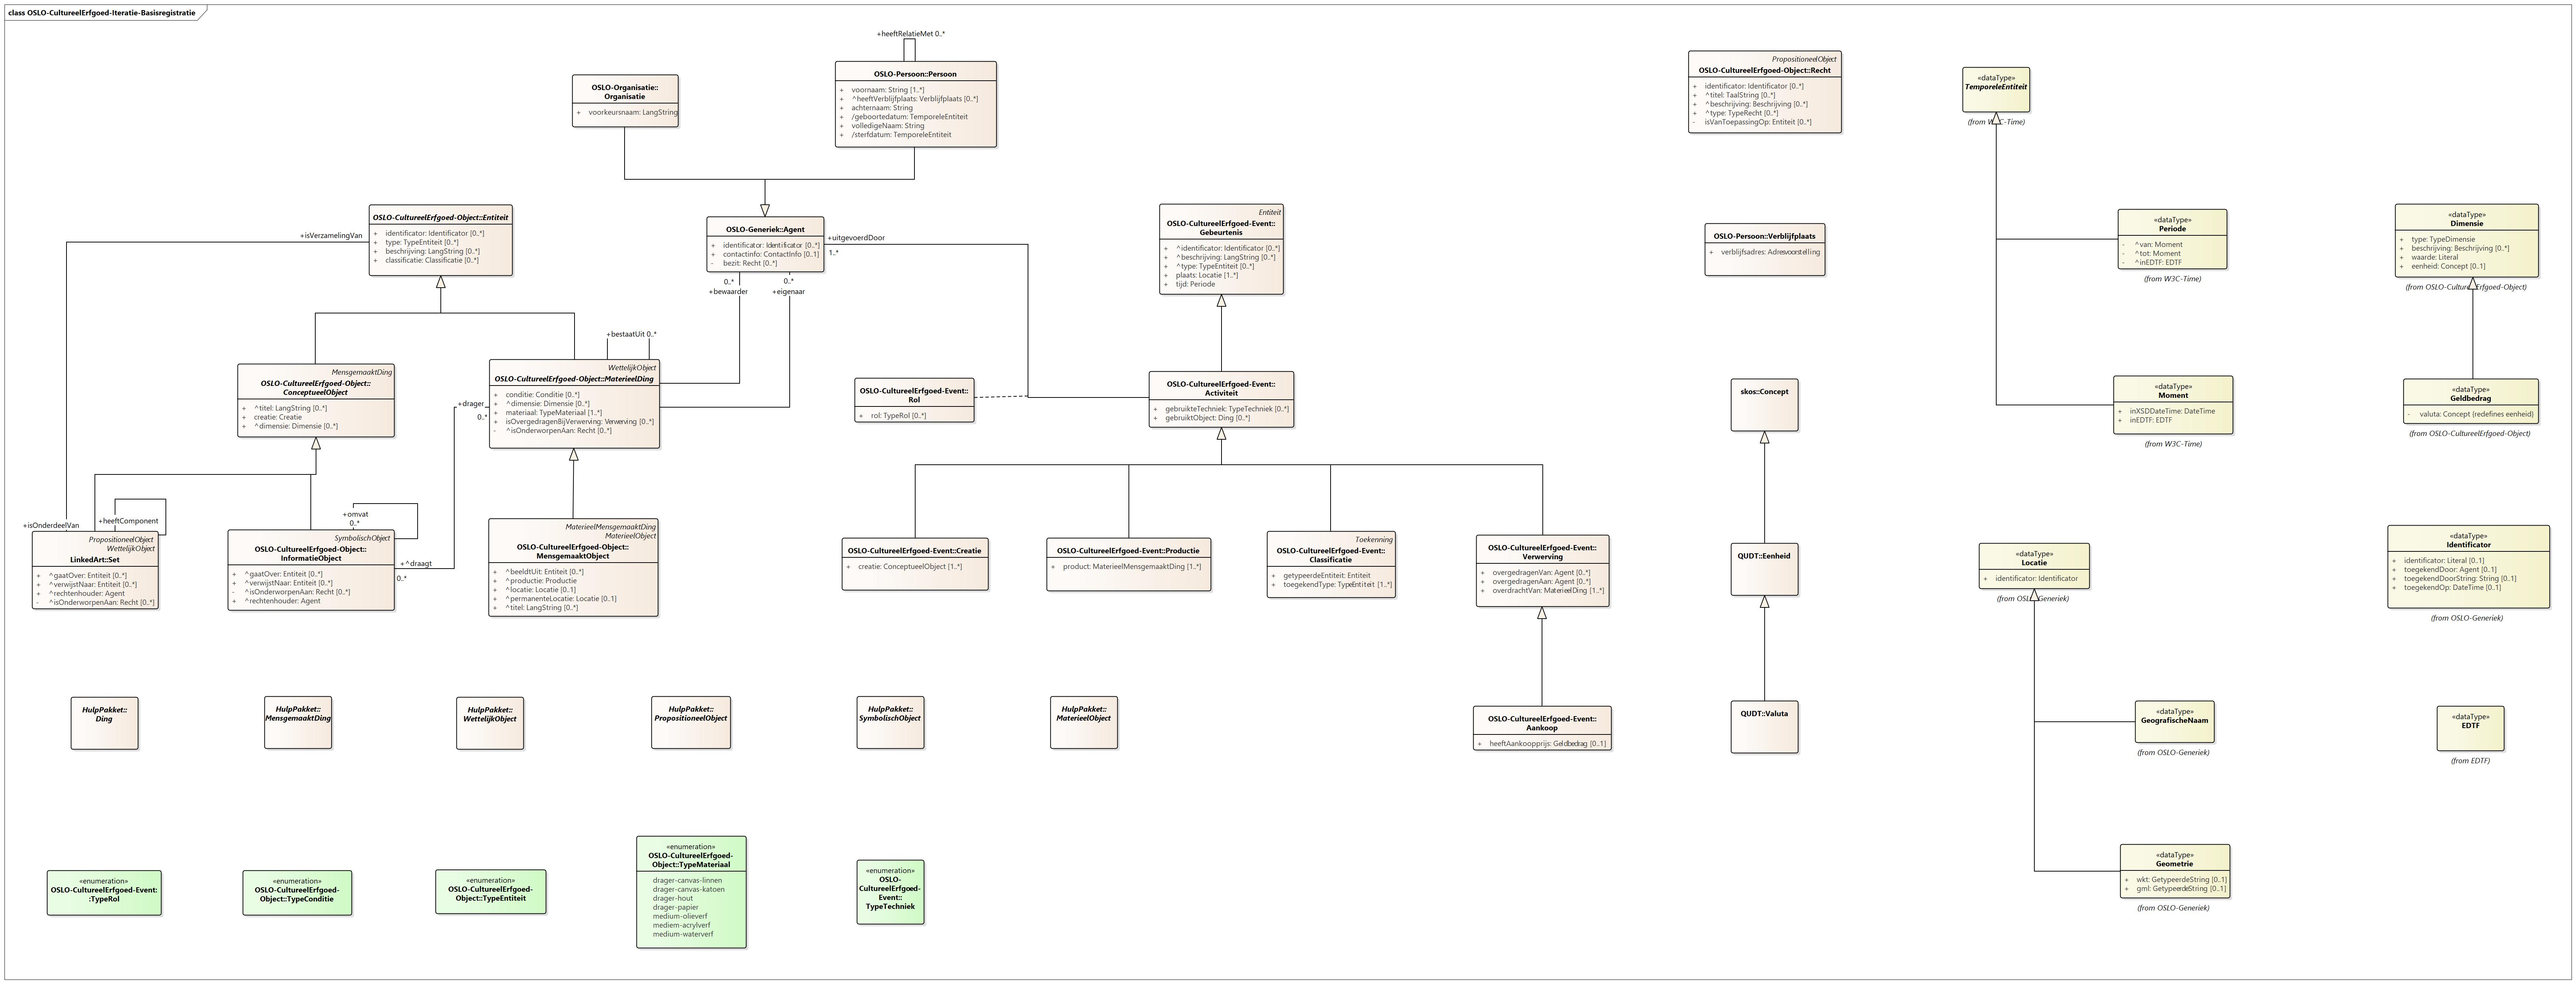 class OSLO-CultureelErfgoed-Iteratie-Basisregistratie
+heeftRelatieMet 0..*
OSLO-Organisatie::
Organisatie
+ voorkeursnaam: LangString
OSLO-Persoon::Persoon
+ voornaam: String [1..*]
+ ^heeftVerblijfplaats: Verblijfplaats [0..*]
+ achternaam: String
+ /geboortedatum: TemporeleEntiteit
+ volledigeNaam: String
+ /sterfdatum: TemporeleEntiteit
PropositioneelObject
OSLO-CultureelErfgoed-Object::Recht
+ identificator: Identificator [0..*]
+ ^titel: TaalString [0..*]
+ ^beschrijving: Beschrijving [0..*]
+ ^type: TypeRecht [0..*]
- isVanToepassingOp: Entiteit [0..*]
«dataType»
TemporeleEntiteit
(from W3C-Time)
+isVerzamelingVan
OSLO-CultureelErfgoed-Object::Entiteit
+ identificator: Identificator [0..*]
+ type: TypeEntiteit [0..*]
+ beschrijving: LangString [0..*]
+ classificatie: Classificatie [0..*]
OSLO-Generiek::Agent
+ identificator: Identificator [0..*]
+ contactinfo: ContactInfo [0..1]
- bezit: Recht [0..*]
+uitgevoerdDoor
1..*
0..*
+bewaarder
0..*
+eigenaar
Entiteit
OSLO-CultureelErfgoed-Event::
Gebeurtenis
+ ^identificator: Identificator [0..*]
+ ^beschrijving: LangString [0..*]
+ ^type: TypeEntiteit [0..*]
+ plaats: Locatie [1..*]
+ tijd: Periode
OSLO-Persoon::Verblijfplaats
+ verblijfsadres: Adresvoorstelling
«dataType»
Periode
- ^van: Moment
- ^tot: Moment
- ^inEDTF: EDTF
(from W3C-Time)
«dataType»
Dimensie
+ type: TypeDimensie
+ beschrijving: Beschrijving [0..*]
+ waarde: Literal
+ eenheid: Concept [0..1]
(from OSLO-CultureelErfgoed-Object)
+bestaatUit 0..*
MensgemaaktDing
OSLO-CultureelErfgoed-Object::
ConceptueelObject
+ ^titel: LangString [0..*]
+ creatie: Creatie
+ ^dimensie: Dimensie [0..*]
WettelijkObject
OSLO-CultureelErfgoed-Object::MaterieelDing
+ conditie: Conditie [0..*]
+ ^dimensie: Dimensie [0..*]
+ materiaal: TypeMateriaal [1..*]
+ isOvergedragenBijVerwerving: Verwerving [0..*]
- ^isOnderworpenAan: Recht [0..*]
+drager
0..*
OSLO-CultureelErfgoed-Event::
Rol
+ rol: TypeRol [0..*]
OSLO-CultureelErfgoed-Event::
Activiteit
+ gebruikteTechniek: TypeTechniek [0..*]
+ gebruiktObject: Ding [0..*]
skos::Concept
«dataType»
Moment
+ inXSDDateTime: DateTime
+ inEDTF: EDTF
(from W3C-Time)
«dataType»
Geldbedrag
- valuta: Concept (redefines eenheid)
(from OSLO-CultureelErfgoed-Object)
+isOnderdeelVan
+heeftComponent
PropositioneelObject
WettelijkObject
LinkedArt::Set
+ ^gaatOver: Entiteit [0..*]
+ ^verwijstNaar: Entiteit [0..*]
+ ^rechtenhouder: Agent
- ^isOnderworpenAan: Recht [0..*]
+omvat
0..*
SymbolischObject
OSLO-CultureelErfgoed-Object::
InformatieObject
+ ^gaatOver: Entiteit [0..*]
+ ^verwijstNaar: Entiteit [0..*]
- ^isOnderworpenAan: Recht [0..*]
+ ^rechtenhouder: Agent
+^draagt
0..*
MaterieelMensgemaaktDing
MaterieelObject
OSLO-CultureelErfgoed-Object::
MensgemaaktObject
+ ^beeldtUit: Entiteit [0..*]
+ ^productie: Productie
+ ^locatie: Locatie [0..1]
+ ^permanenteLocatie: Locatie [0..1]
+ ^titel: LangString [0..*]
OSLO-CultureelErfgoed-Event::Creatie
+ creatie: ConceptueelObject [1..*]
OSLO-CultureelErfgoed-Event::Productie
+ product: MaterieelMensgemaaktDing [1..*]
Toekenning
OSLO-CultureelErfgoed-Event::
Classificatie
+ getypeerdeEntiteit: Entiteit
+ toegekendType: TypeEntiteit [1..*]
OSLO-CultureelErfgoed-Event::
Verwerving
+ overgedragenVan: Agent [0..*]
+ overgedragenAan: Agent [0..*]
+ overdrachtVan: MaterieelDing [1..*]
QUDT::Eenheid
«dataType»
Locatie
+ identificator: Identificator
(from OSLO-Generiek)
«dataType»
Identificator
+ identificator: Literal [0..1]
+ toegekendDoor: Agent [0..1]
+ toegekendDoorString: String [0..1]
+ toegekendOp: DateTime [0..1]
(from OSLO-Generiek)
HulpPakket::
Ding
HulpPakket::
MensgemaaktDing
HulpPakket::
WettelijkObject
HulpPakket::
PropositioneelObject
HulpPakket::
SymbolischObject
HulpPakket::
MaterieelObject
OSLO-CultureelErfgoed-Event::
Aankoop
+ heeftAankoopprijs: Geldbedrag [0..1]
QUDT::Valuta
«dataType»
GeografischeNaam
(from OSLO-Generiek)
«dataType»
EDTF
(from EDTF)
«enumeration»
OSLO-CultureelErfgoed-Event:
:TypeRol
«enumeration»
OSLO-CultureelErfgoed-
Object::TypeConditie
«enumeration»
OSLO-CultureelErfgoed-
Object::TypeEntiteit
«enumeration»
OSLO-CultureelErfgoed-
Object::TypeMateriaal
drager-canvas-linnen
drager-canvas-katoen
drager-hout
drager-papier
medium-olieverf
mediem-acrylverf
medium-waterverf
«enumeration»
OSLO-
CultureelErfgoed-
Event::
TypeTechniek
«dataType»
Geometrie
+ wkt: GetypeerdeString [0..1]
+ gml: GetypeerdeString [0..1]
(from OSLO-Generiek)